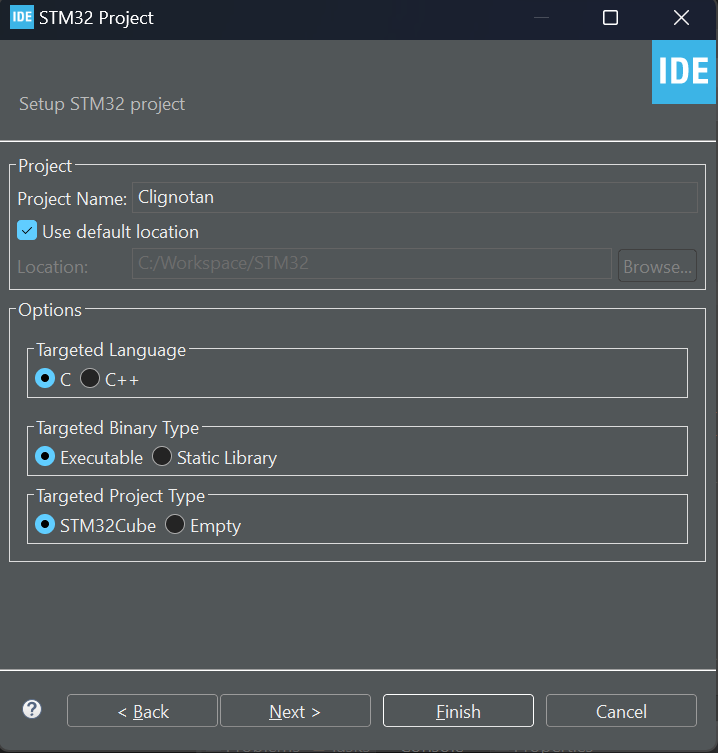 IDE STM32 Project
IDE
Setup STM32 project
Project
Project Name: Clignotan
Use default location
Location: C:/Workspace/STM32 Browse...
Options
Targeted Language
C C++
Targeted Binary Type
Executable Static Library
Targeted Project Type
STM32Cube Empty
? < Back Next > Finish Cancel